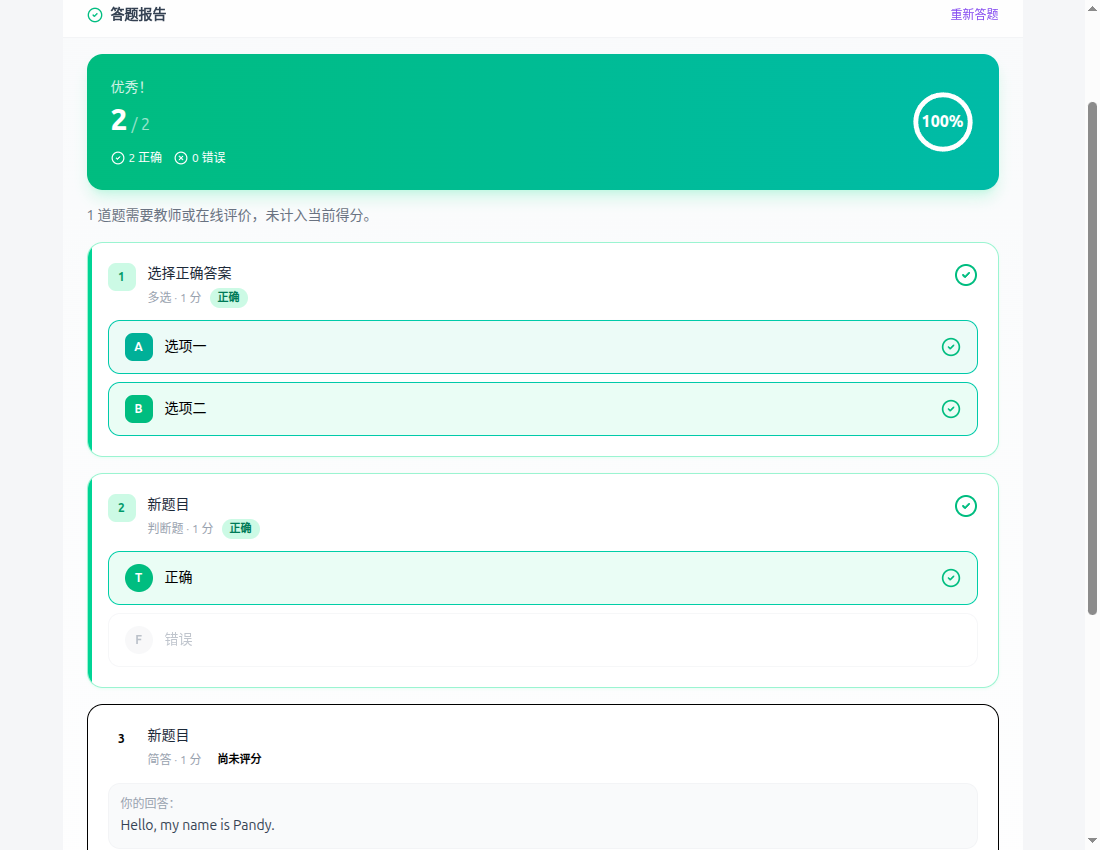 答题报告
重新答题
优秀！
2 / 2
100%
2 正确 0 错误
1 道题需要教师或在线评价，未计入当前得分。
1
选择正确答案
多选 · 1 分 正确
A 选项一
B 选项二
2
新题目
判断题 · 1 分 正确
T 正确
F 错误
3
新题目
简答 · 1 分 尚未评分
你的回答：
Hello, my name is Pandy.